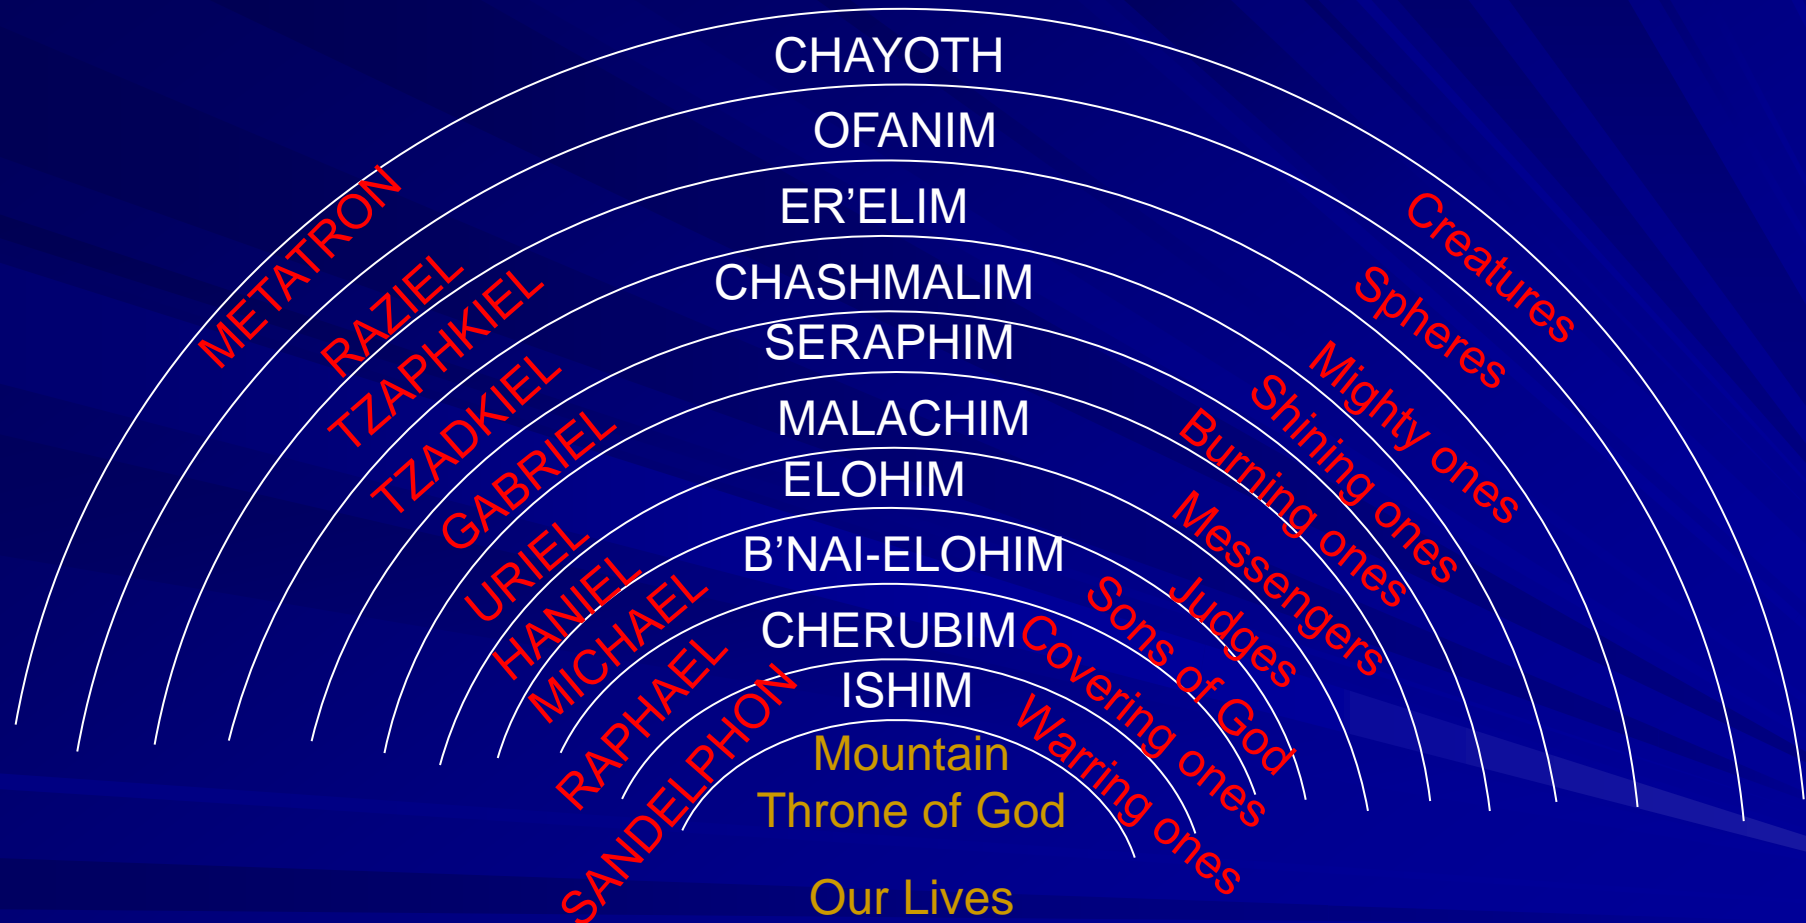 CHAYOTH
OFANIM
ER’ELIM
CHASHMALIM
SERAPHIM
MALACHIM
ELOHIM
B’NAI-ELOHIM
CHERUBIM
ISHIM
Mountain
Throne of God
Our Lives
METATRON
RAZIEL
TZAPHKIEL
TZADKIEL
GABRIEL
URIEL
HANIEL
MICHAEL
RAPHAEL
SANDELPHON
Creatures
Spheres
Mighty ones
Shining ones
Burning ones
Messengers
Judges
Sons of God
Covering ones
Warring ones